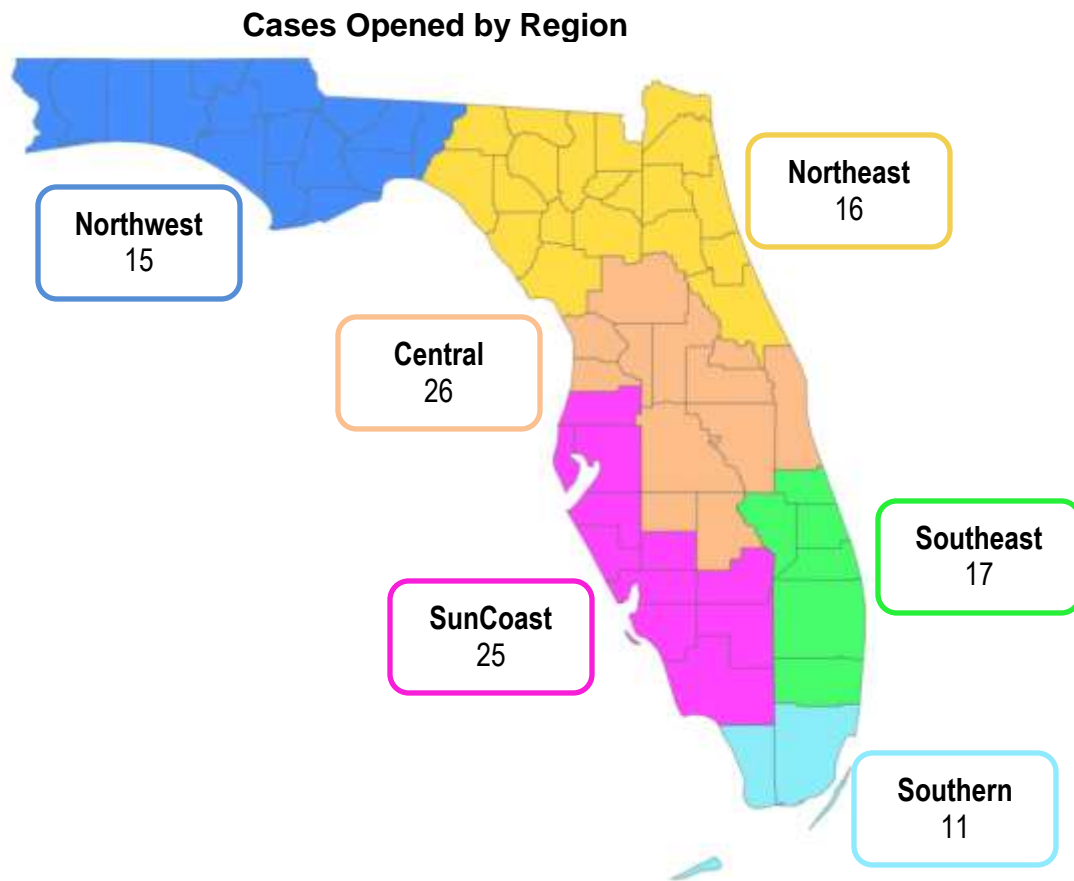 Cases Opened by Region
Northeast
16
Northwest
15
Central
26
Southeast
17
SunCoast
25
Southern
11